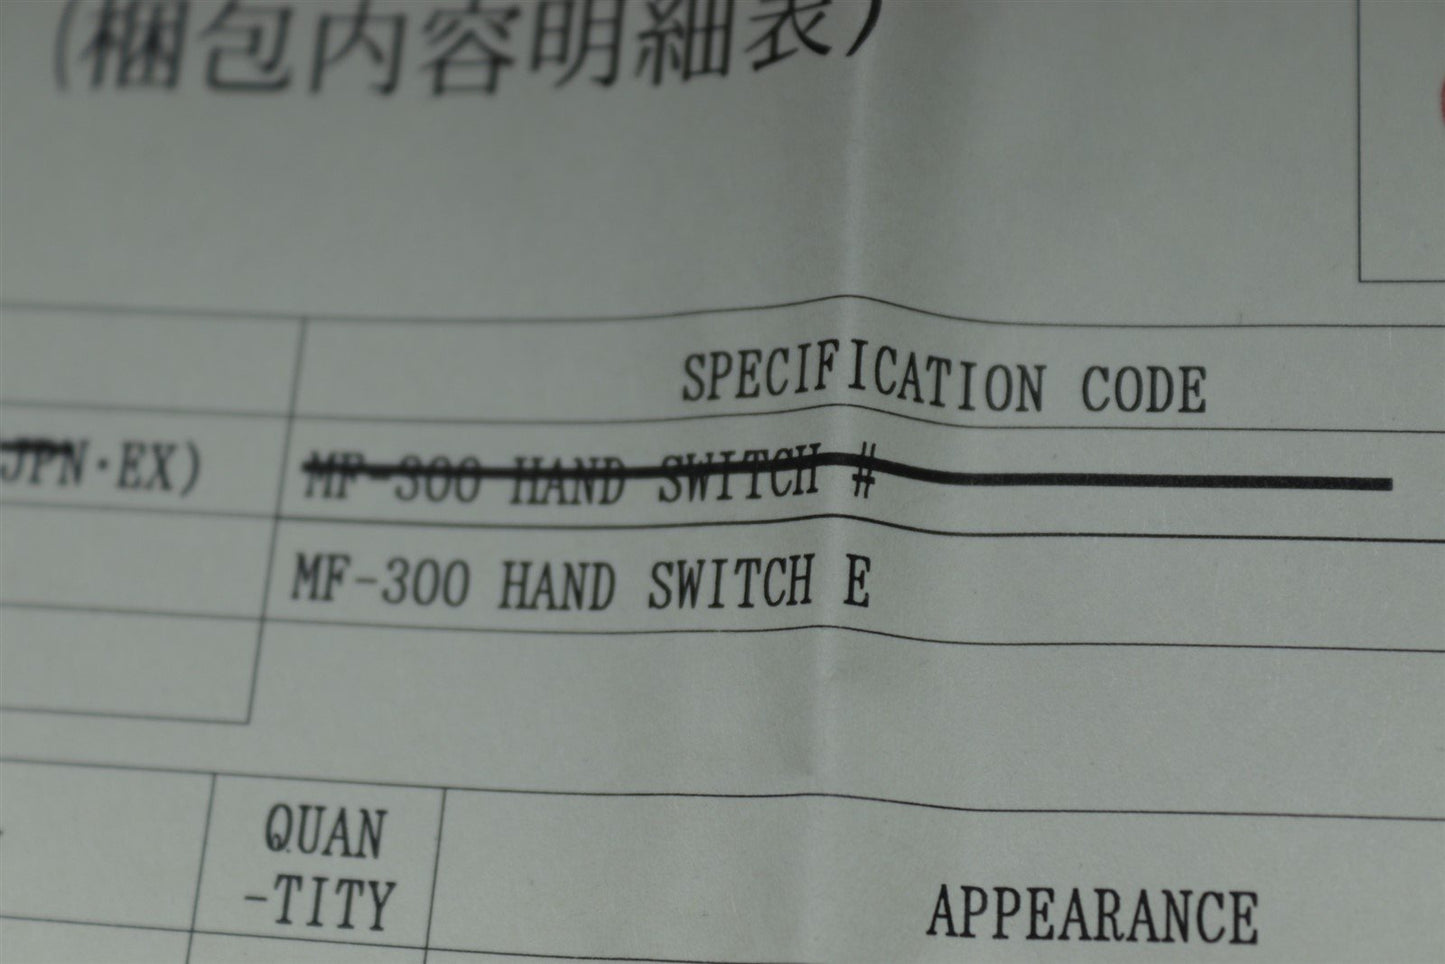 (梱包内容明細表)
SPECIFICATION CODE
JPN・EX) MF-300 HAND SWITCH #
MF-300 HAND SWITCH E
QUAN
-TITY
APPEARANCE